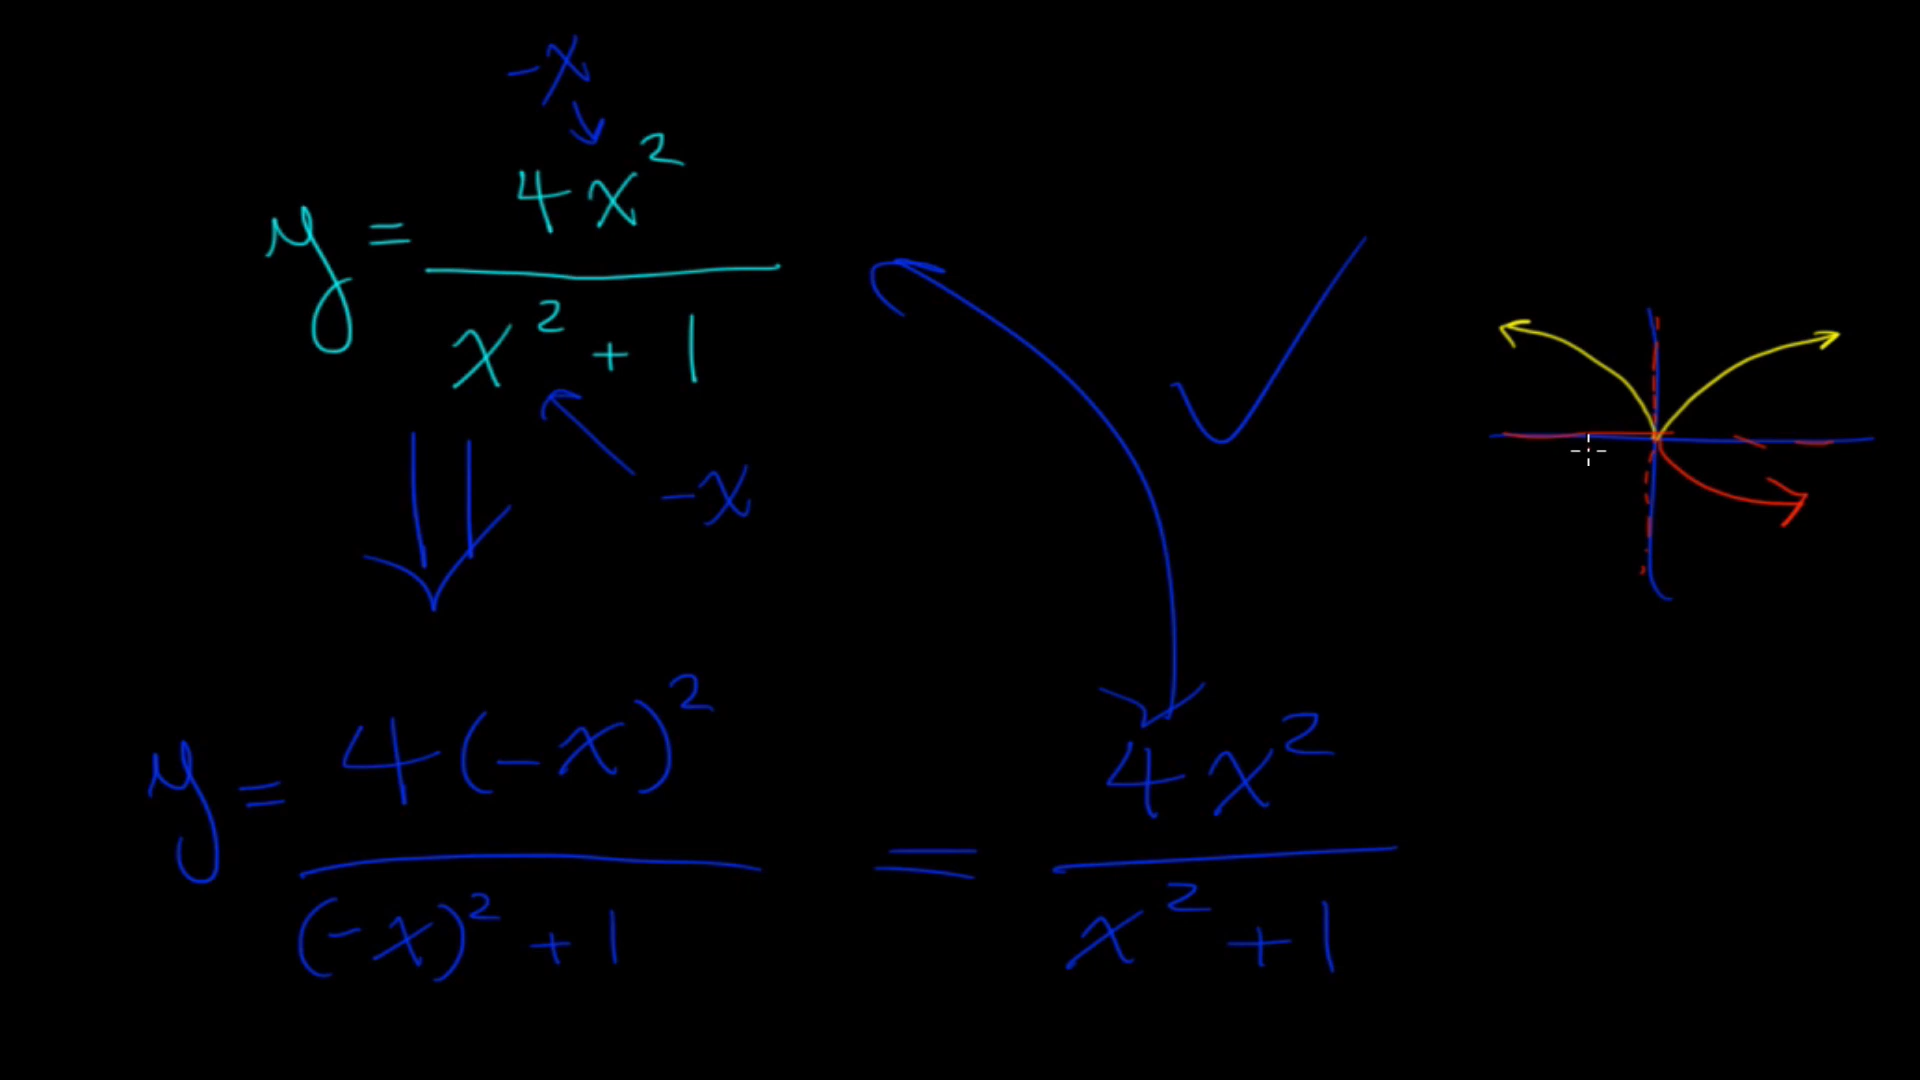 -x
y = 4x² / x² + 1
-x
y = 4(-x)² / (-x)² + 1 = 4x² / x² + 1